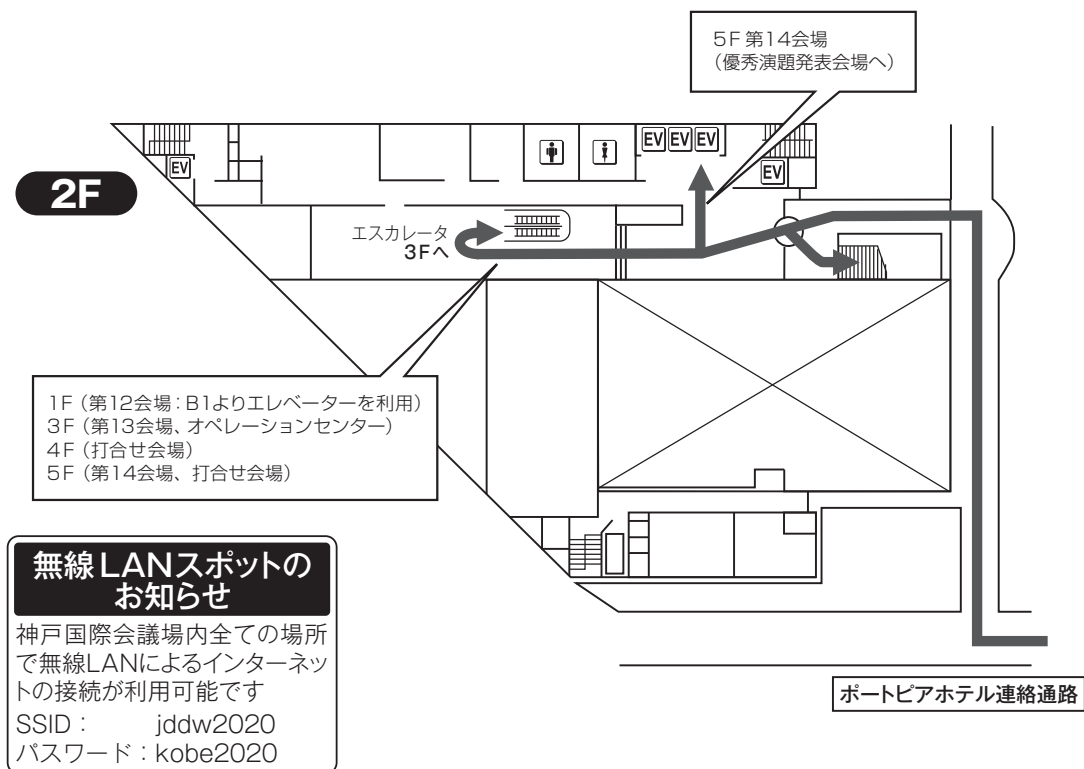 5F 第14会場
(優秀演題発表会場へ)
EV EV EV
EV
EV
2F
エスカレータ
3Fへ
1F (第12会場：B1よりエレベーターを利用)
3F (第13会場、オペレーションセンター)
4F (打合せ会場)
5F (第14会場、打合せ会場)
無線LANスポットの
お知らせ
神戸国際会議場内全ての場所
で無線LANによるインターネッ
トの接続が利用可能です
SSID： jddw2020
パスワード：kobe2020
ポートピアホテル連絡通路